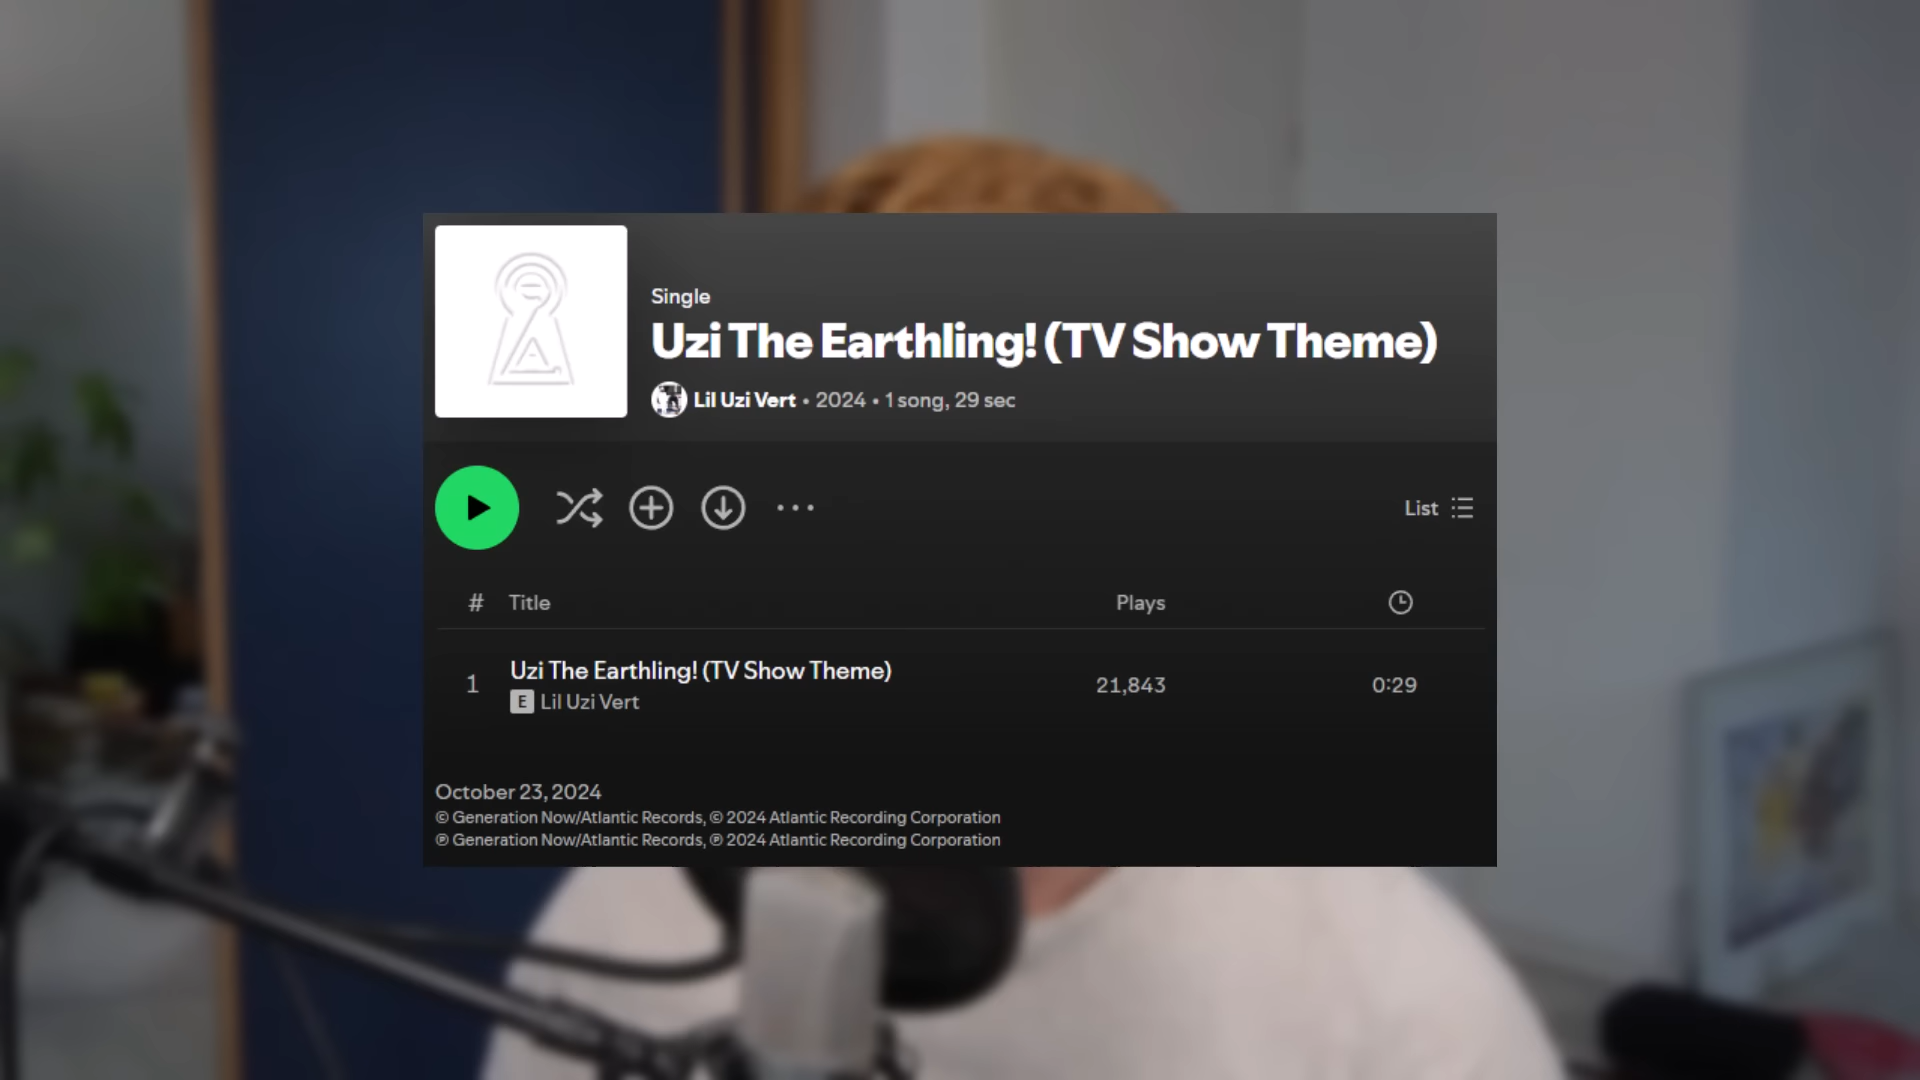 Single
Uzi The Earthling! (TV Show Theme)
Lil Uzi Vert • 2024 • 1 song, 29 sec
List
# Title Plays
1 Uzi The Earthling! (TV Show Theme) 21,843 0:29
E Lil Uzi Vert
October 23, 2024
© Generation Now/Atlantic Records, © 2024 Atlantic Recording Corporation
℗ Generation Now/Atlantic Records, ℗ 2024 Atlantic Recording Corporation